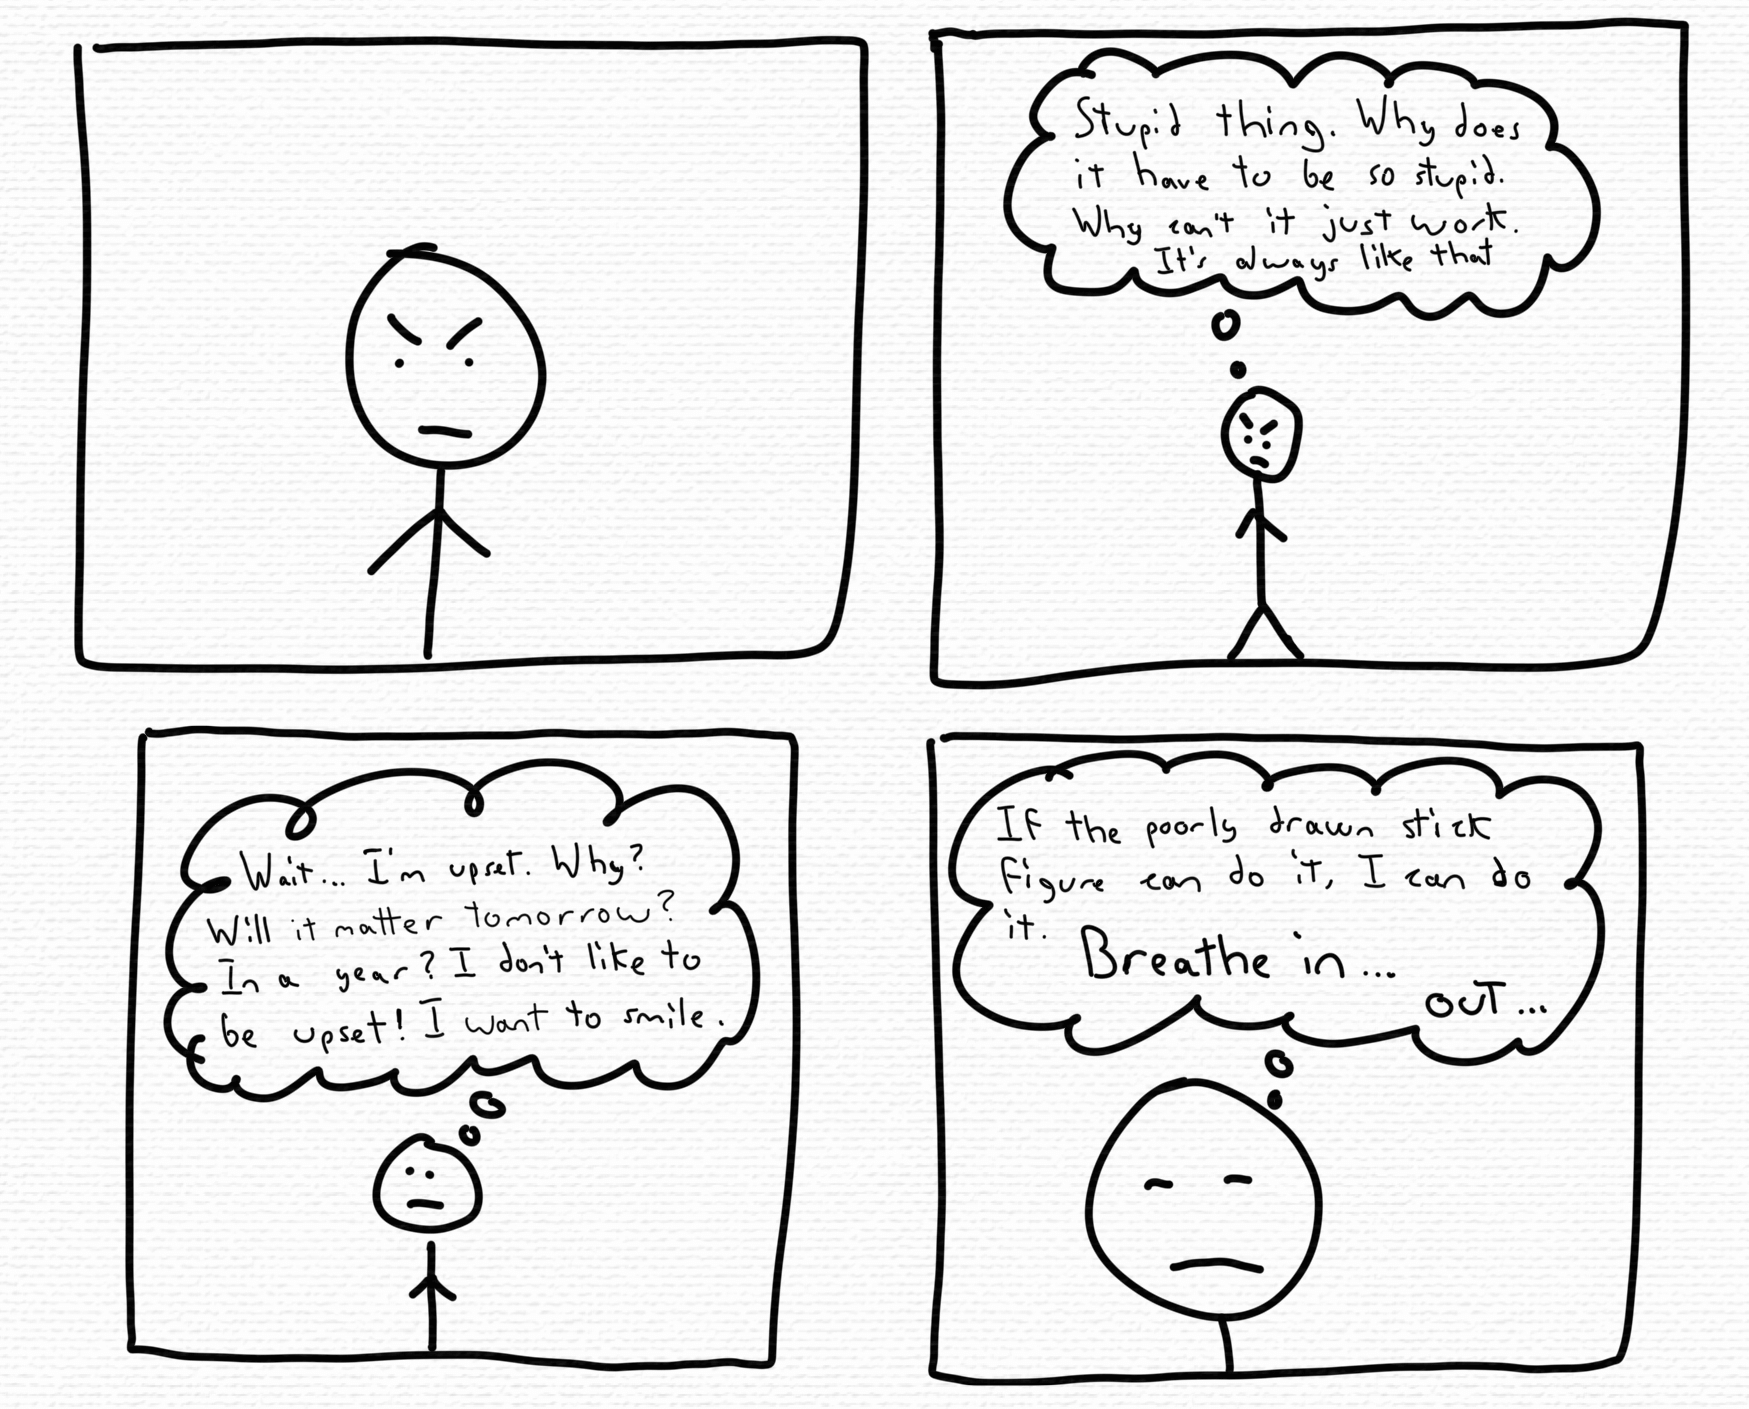 Stupid thing. Why does
it have to be so stupid.
Why can't it just work.
It's always like that
Wait... I'm upset. Why?
Will it matter tomorrow?
In a year? I don't like to
be upset! I want to smile.
If the poorly drawn stick
figure can do it, I can do
it.
Breathe in...
OUT...